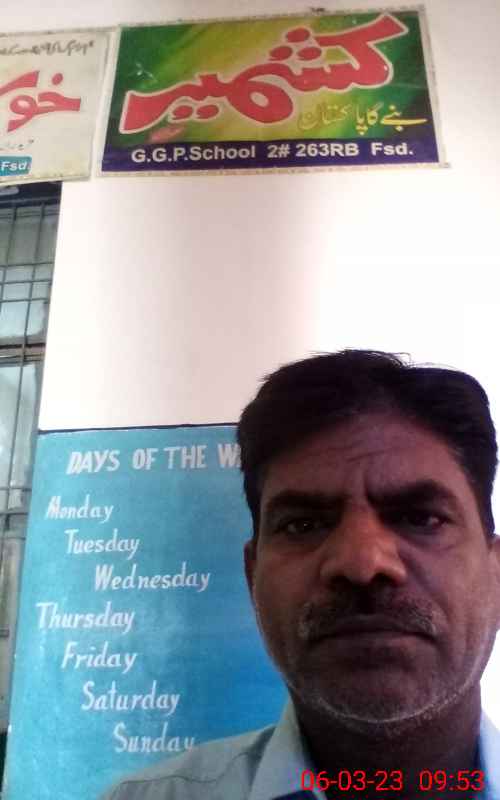 کشمیر
بنے گا پاکستان
G.G.P.School 2# 263RB Fsd.
Fsd
DAYS OF THE
Monday
Tuesday
Wednesday
Thursday
Friday
Saturday
Sunday
06-03-23 09:53